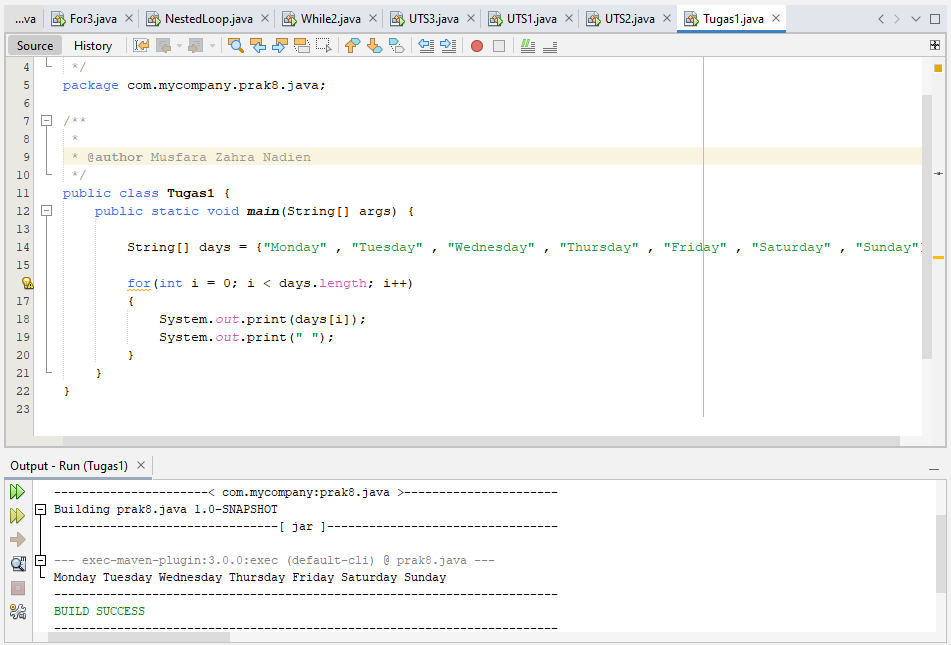 ...va For3.java NestedLoop.java While2.java UTS3.java UTS1.java UTS2.java Tugas1.java
Source History
4 */
5 package com.mycompany.prak8.java;
6
7 /**
8 *
9 * @author Musfara Zahra Nadien
10 */
11 public class Tugas1 {
12 public static void main(String[] args) {
13
14 String[] days = {"Monday" , "Tuesday" , "Wednesday" , "Thursday" , "Friday" , "Saturday" , "Sunday"}
15
for(int i = 0; i < days.length; i++)
17 {
18 System.out.print(days[i]);
19 System.out.print(" ");
20 }
21 }
22 }
23
Output - Run (Tugas1)
----------------------< com.mycompany:prak8.java >----------------------
Building prak8.java 1.0-SNAPSHOT
--------------------------------[ jar ]---------------------------------
--- exec-maven-plugin:3.0.0:exec (default-cli) @ prak8.java ---
Monday Tuesday Wednesday Thursday Friday Saturday Sunday
------------------------------------------------------------------------
BUILD SUCCESS
------------------------------------------------------------------------